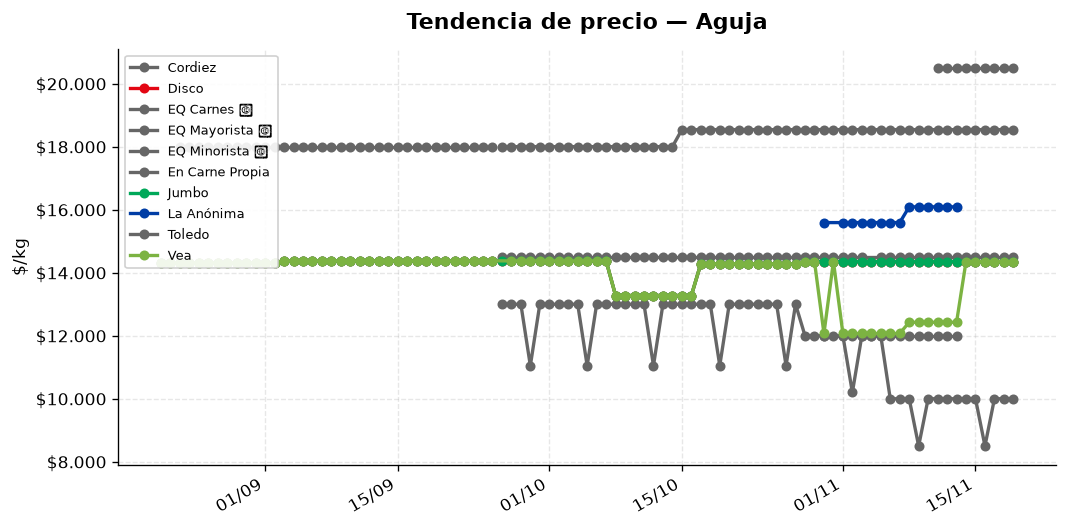 Tendencia de precio — Aguja
$/kg
$20.000
$18.000
$16.000
$14.000
$12.000
$10.000
$8.000
Cordiez
Disco
EQ Carnes
EQ Mayorista
EQ Minorista
En Carne Propia
Jumbo
La Anónima
Toledo
Vea
01/09
15/09
01/10
15/10
01/11
15/11